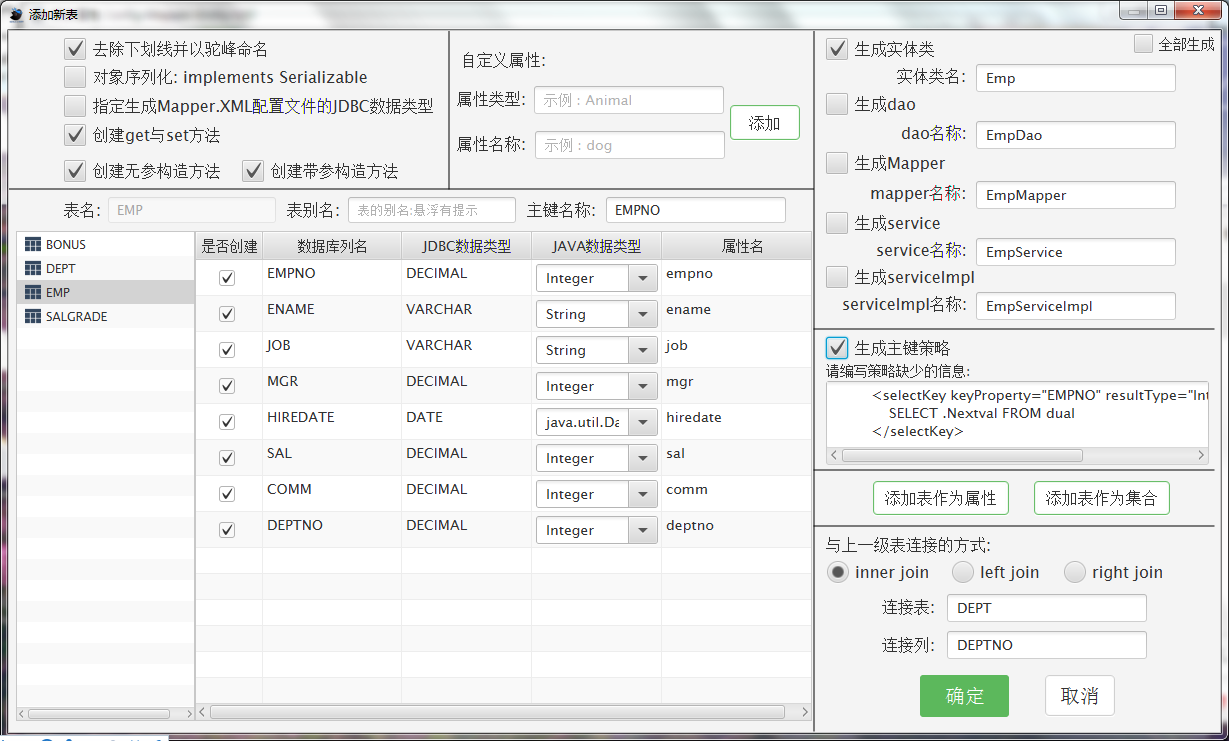 添加新表
去除下划线并以驼峰命名
对象序列化: implements Serializable
指定生成Mapper.XML配置文件的JDBC数据类型
创建get与set方法
创建无参构造方法 创建带参构造方法
自定义属性:
属性类型: 示例：Animal
属性名称: 示例：dog
添加
表名: EMP 表别名: 表的别名:悬浮有提示 主键名称: EMPNO
BONUS
DEPT
EMP
SALGRADE
是否创建 数据库列名 JDBC数据类型 JAVA数据类型 属性名
EMPNO DECIMAL Integer empno
ENAME VARCHAR String ename
JOB VARCHAR String job
MGR DECIMAL Integer mgr
HIREDATE DATE java.util.Da hiredate
SAL DECIMAL Integer sal
COMM DECIMAL Integer comm
DEPTNO DECIMAL Integer deptno
全部生成
生成实体类
实体类名: Emp
生成dao
dao名称: EmpDao
生成Mapper
mapper名称: EmpMapper
生成service
service名称: EmpService
生成serviceImpl
serviceImpl名称: EmpServiceImpl
生成主键策略
请编写策略缺少的信息:
<selectKey keyProperty="EMPNO" resultType="Int
SELECT .Nextval FROM dual
</selectKey>
添加表作为属性 添加表作为集合
与上一级表连接的方式:
inner join left join right join
连接表: DEPT
连接列: DEPTNO
确定 取消